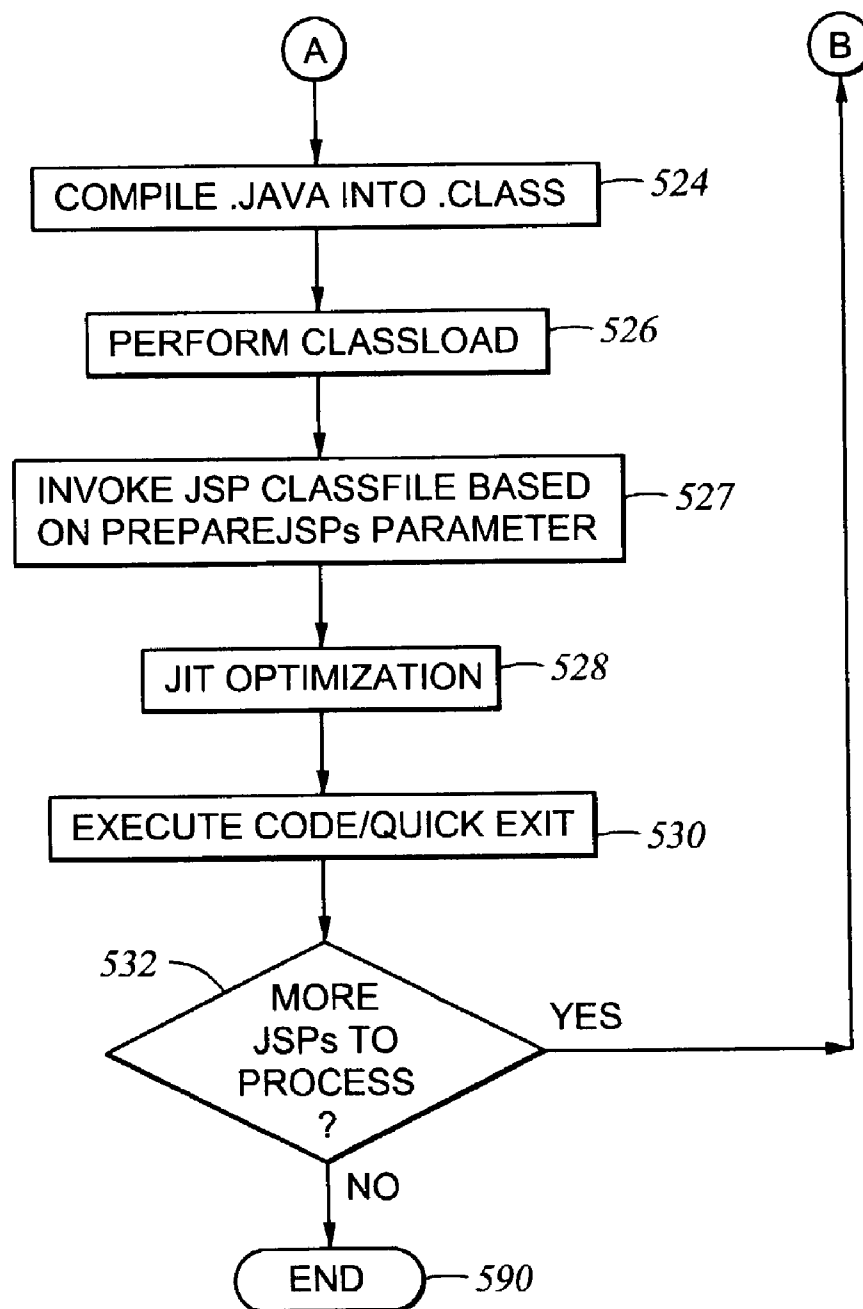 A
B
COMPILE .JAVA INTO .CLASS
524
PERFORM CLASSLOAD
526
INVOKE JSP CLASSFILE BASED
ON PREPAREJSPs PARAMETER
527
JIT OPTIMIZATION
528
EXECUTE CODE/QUICK EXIT
530
532
MORE
JSPs TO
PROCESS
?
YES
NO
END
590